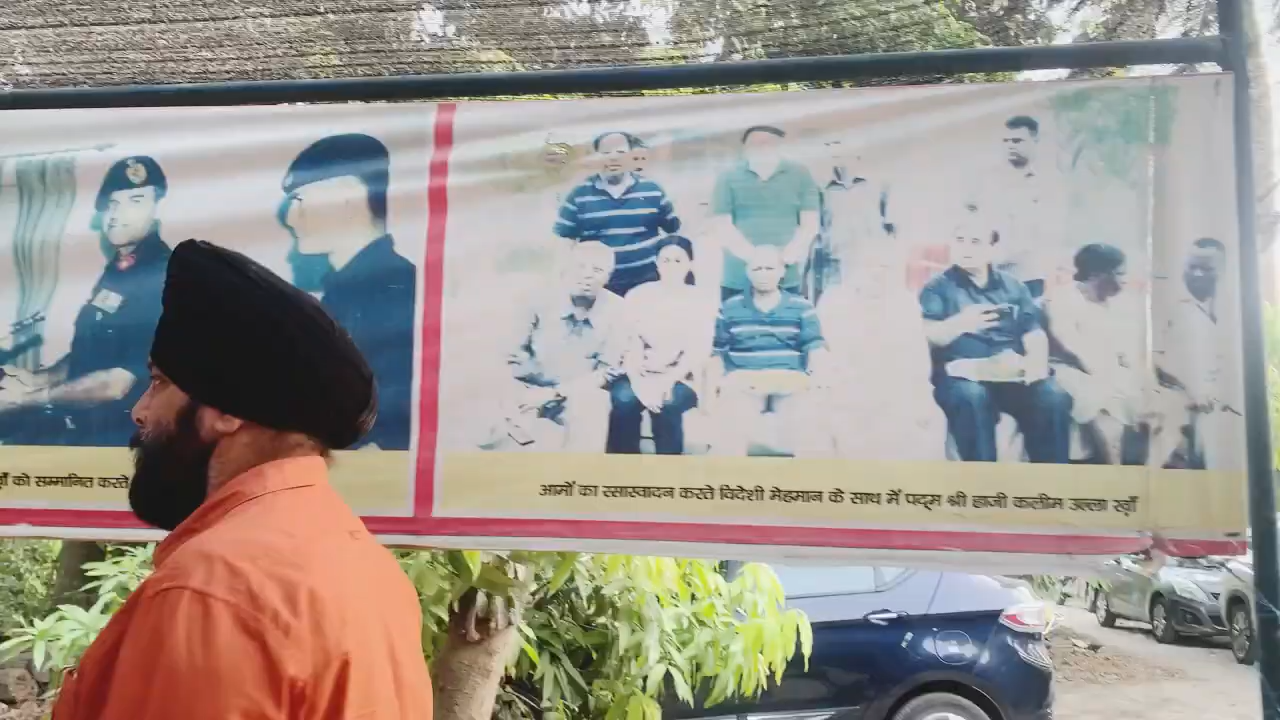 को सम्मानित करते
आमों का रसास्वादन करते विदेशी मेहमान के साथ में पद्म श्री हाजी कलीम उल्ला खाँ